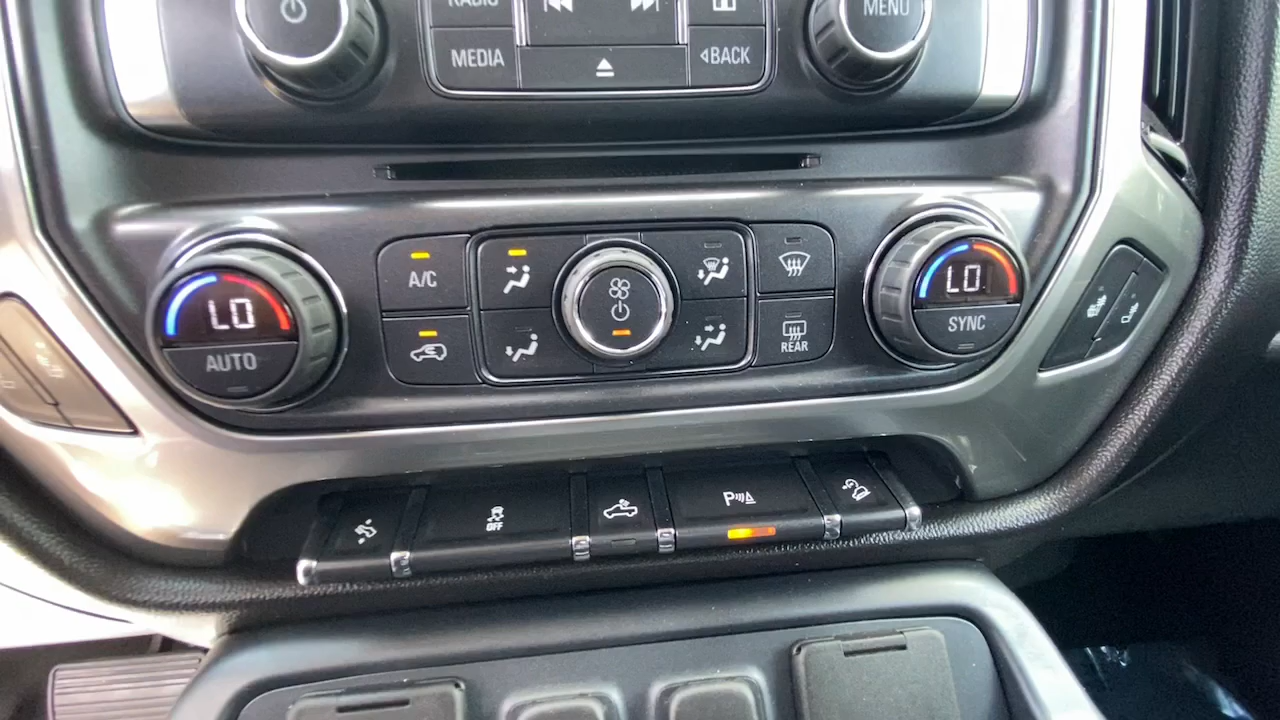 RADIO
MENU
MEDIA
BACK
A/C
LO
LO
AUTO
SYNC
REAR
OFF
P